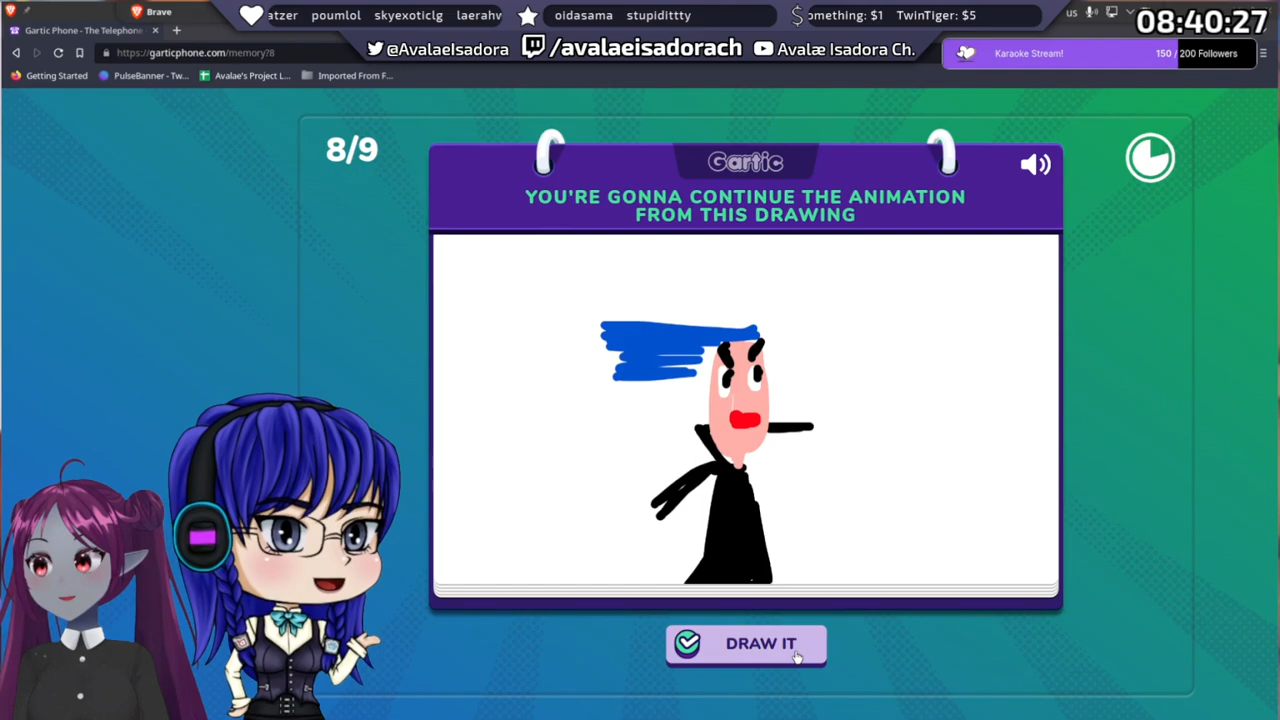 Brave
atzer poumlol skyexoticlg laerahv
oidasama stupidittty
omething: $1 TwinTiger: $5
us
08:40:27
Gartic Phone - The Telephone
@AvalaeIsadora
/avalaeisadorach
Avalæ Isadora Ch.
https://garticphone.com/memory?8
Karaoke Stream!
150 / 200 Followers
Getting Started
PulseBanner - Tw...
Avalae's Project L...
Imported From F...
8/9
Gartic
YOU'RE GONNA CONTINUE THE ANIMATION
FROM THIS DRAWING
DRAW IT